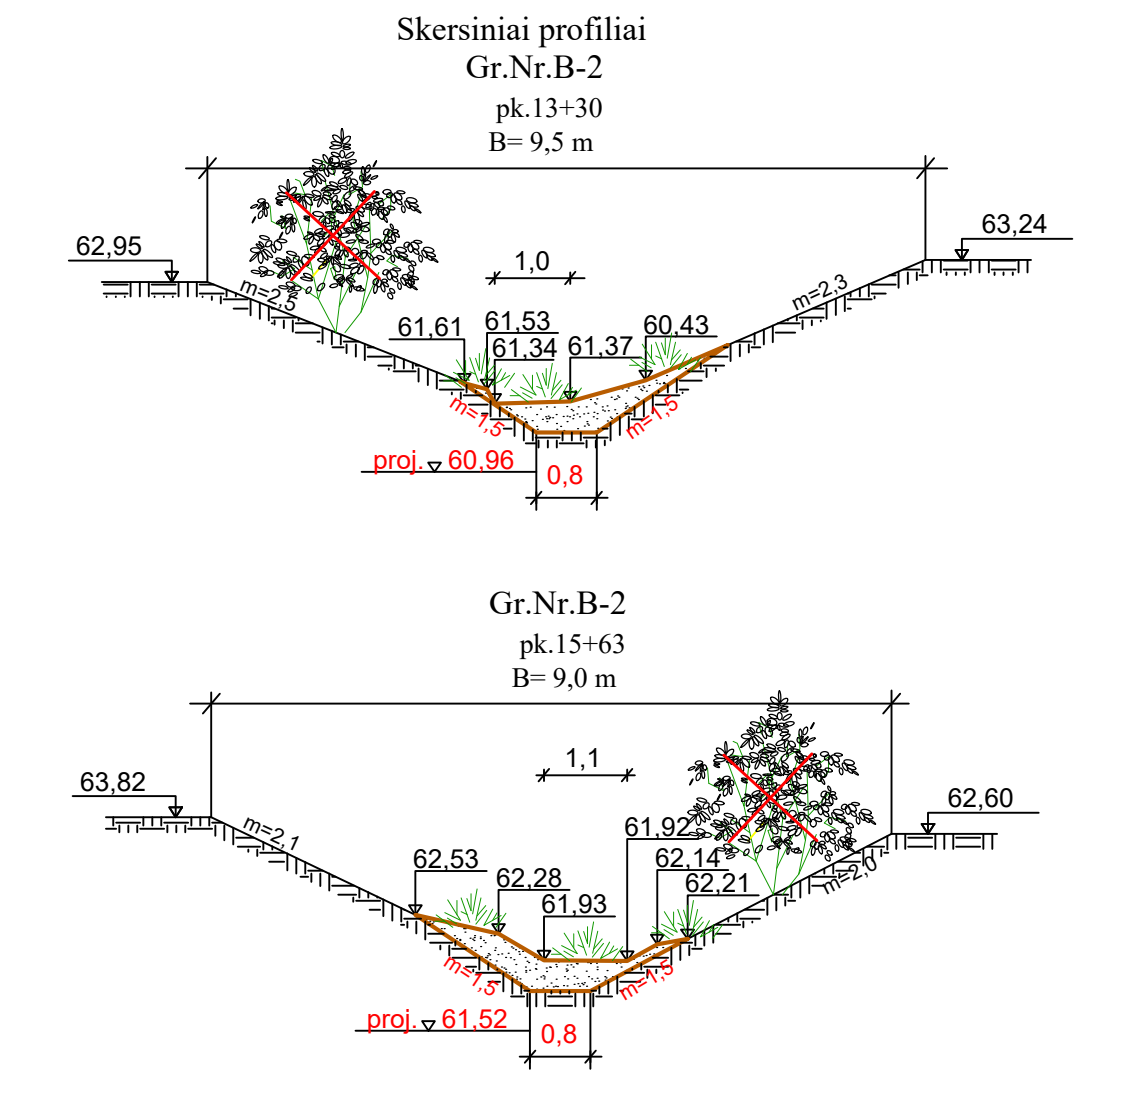 Skersiniai profiliai
Gr.Nr.B-2
pk.13+30
B= 9,5 m
62,95
63,24
1,0
m=2,5
m=2,3
61,61
61,53
61,34
61,37
60,43
m=1,5
m=1,5
proj. 60,96
0,8
Gr.Nr.B-2
pk.15+63
B= 9,0 m
1,1
63,82
62,60
m=2,1
61,92
62,53
62,14
m=2,0
62,28
62,21
61,93
m=1,5
m=1,5
proj. 61,52
0,8